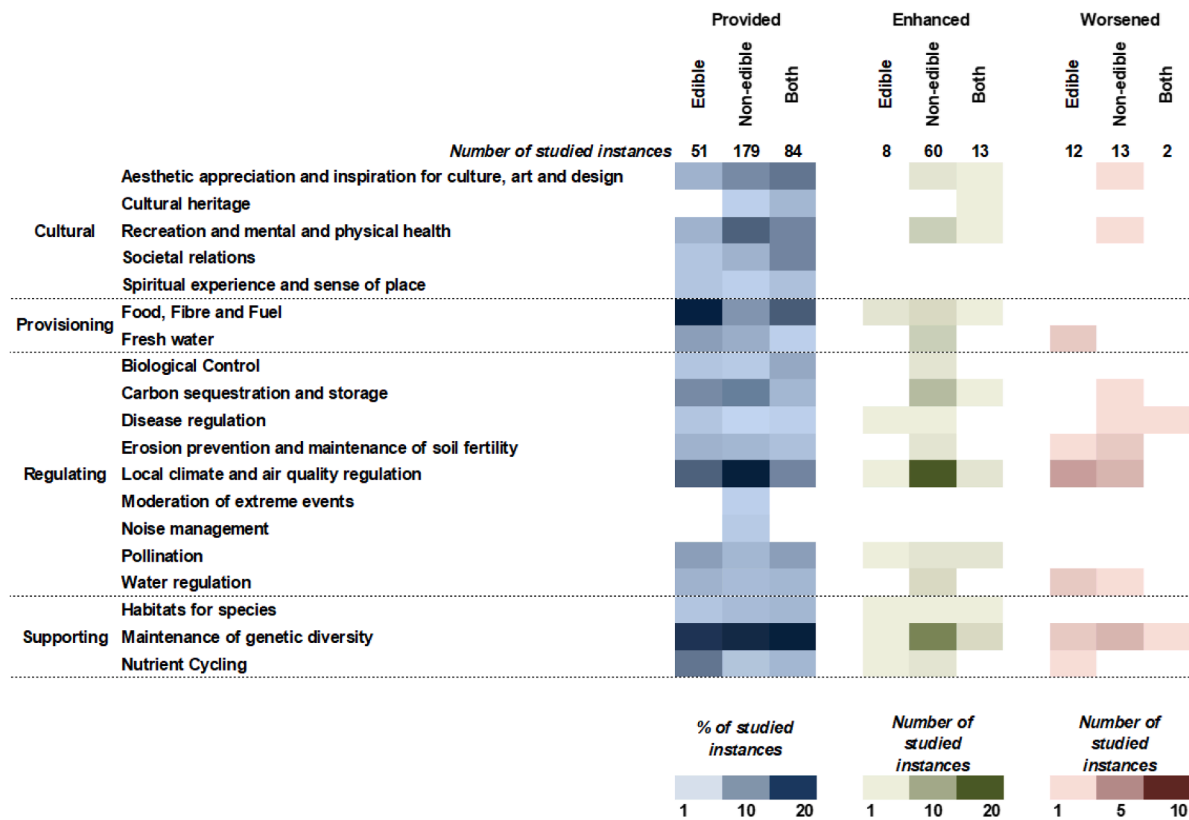 Provided Enhanced Worsened
Edible Non-edible Both Edible Non-edible Both Edible Non-edible Both
Number of studied instances 51 179 84 8 60 13 12 13 2
Aesthetic appreciation and inspiration for culture, art and design
Cultural heritage
Cultural Recreation and mental and physical health
Societal relations
Spiritual experience and sense of place
Food, Fibre and Fuel
Provisioning
Fresh water
Biological Control
Carbon sequestration and storage
Disease regulation
Erosion prevention and maintenance of soil fertility
Regulating Local climate and air quality regulation
Moderation of extreme events
Noise management
Pollination
Water regulation
Habitats for species
Supporting Maintenance of genetic diversity
Nutrient Cycling
% of studied
instances
1 10 20
Number of
studied
instances
1 10 20
Number of
studied
instances
1 5 10